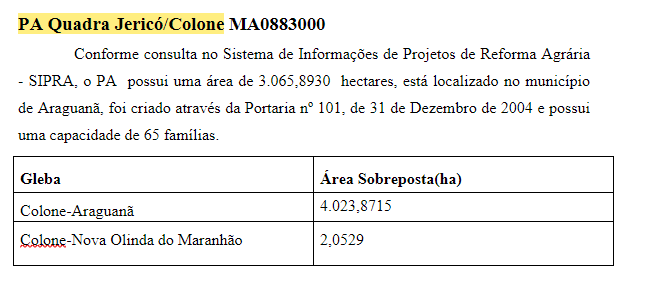 PA Quadra Jericó/Colone MA0883000
Conforme consulta no Sistema de Informações de Projetos de Reforma Agrária
- SIPRA, o PA possui uma área de 3.065,8930 hectares, está localizado no município
de Araguanã, foi criado através da Portaria nº 101, de 31 de Dezembro de 2004 e possui
uma capacidade de 65 famílias.
Gleba Área Sobreposta(ha)
Colone-Araguanã 4.023,8715
Colone-Nova Olinda do Maranhão 2,0529